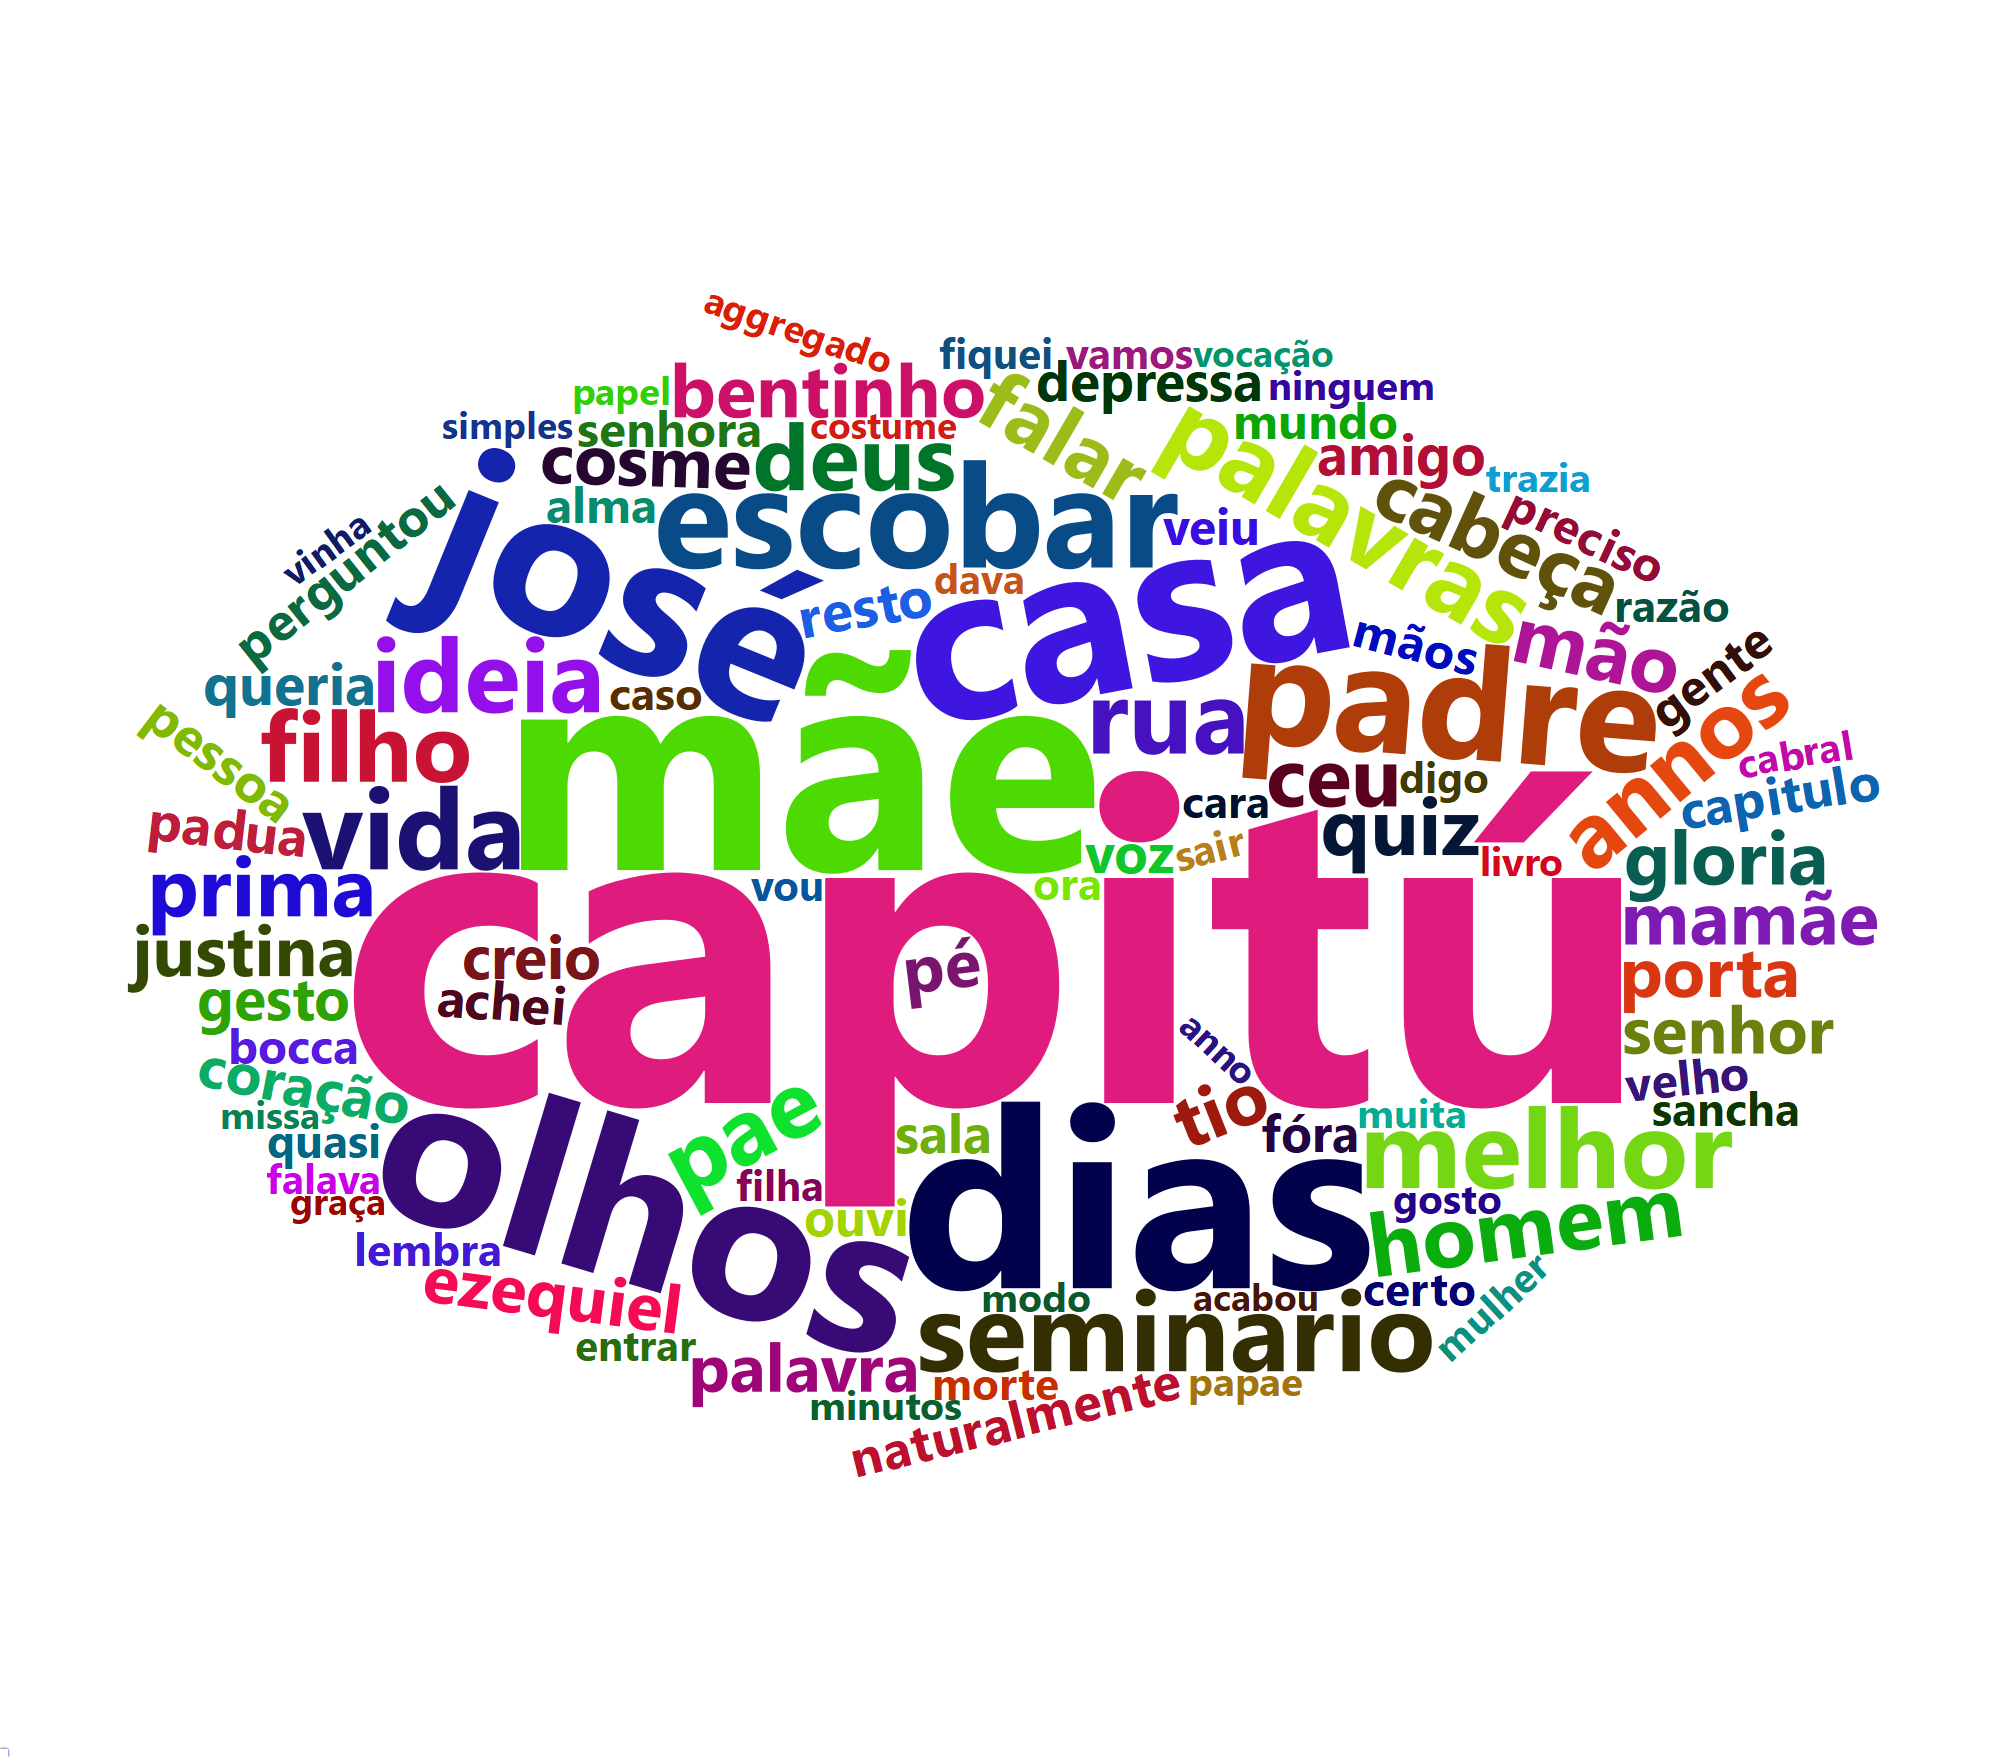 aggregado
fiquei
vamos
vocação
papel
bentinho
falar
depressa
ninguem
simples
senhora
costume
palavras
mundo
cosme
deus
amigo
trazia
alma
escobar
veiu
cabeça
preciso
vinha
perguntou
josé
resto
dava
casa
razão
queria
ideia
caso
mãe
mãos
mão
gente
pessoa
filho
rua
padre
annos
cabral
padua
vida
ceu
digo
capitulo
cara
quiz
prima
vou
ora
voz
sair
livro
gloria
capitú
mamãe
justina
creio
pé
porta
gesto
achei
senhor
bocca
anno
velho
coração
pae
tio
sancha
missa
olhos
sala
dias
fóra
muita
melhor
quasi
falava
filha
gosto
graça
ouvi
homem
lembra
ezequiel
modo
acabou
certo
mulher
entrar
palavra
seminario
morte
papae
minutos
naturalmente